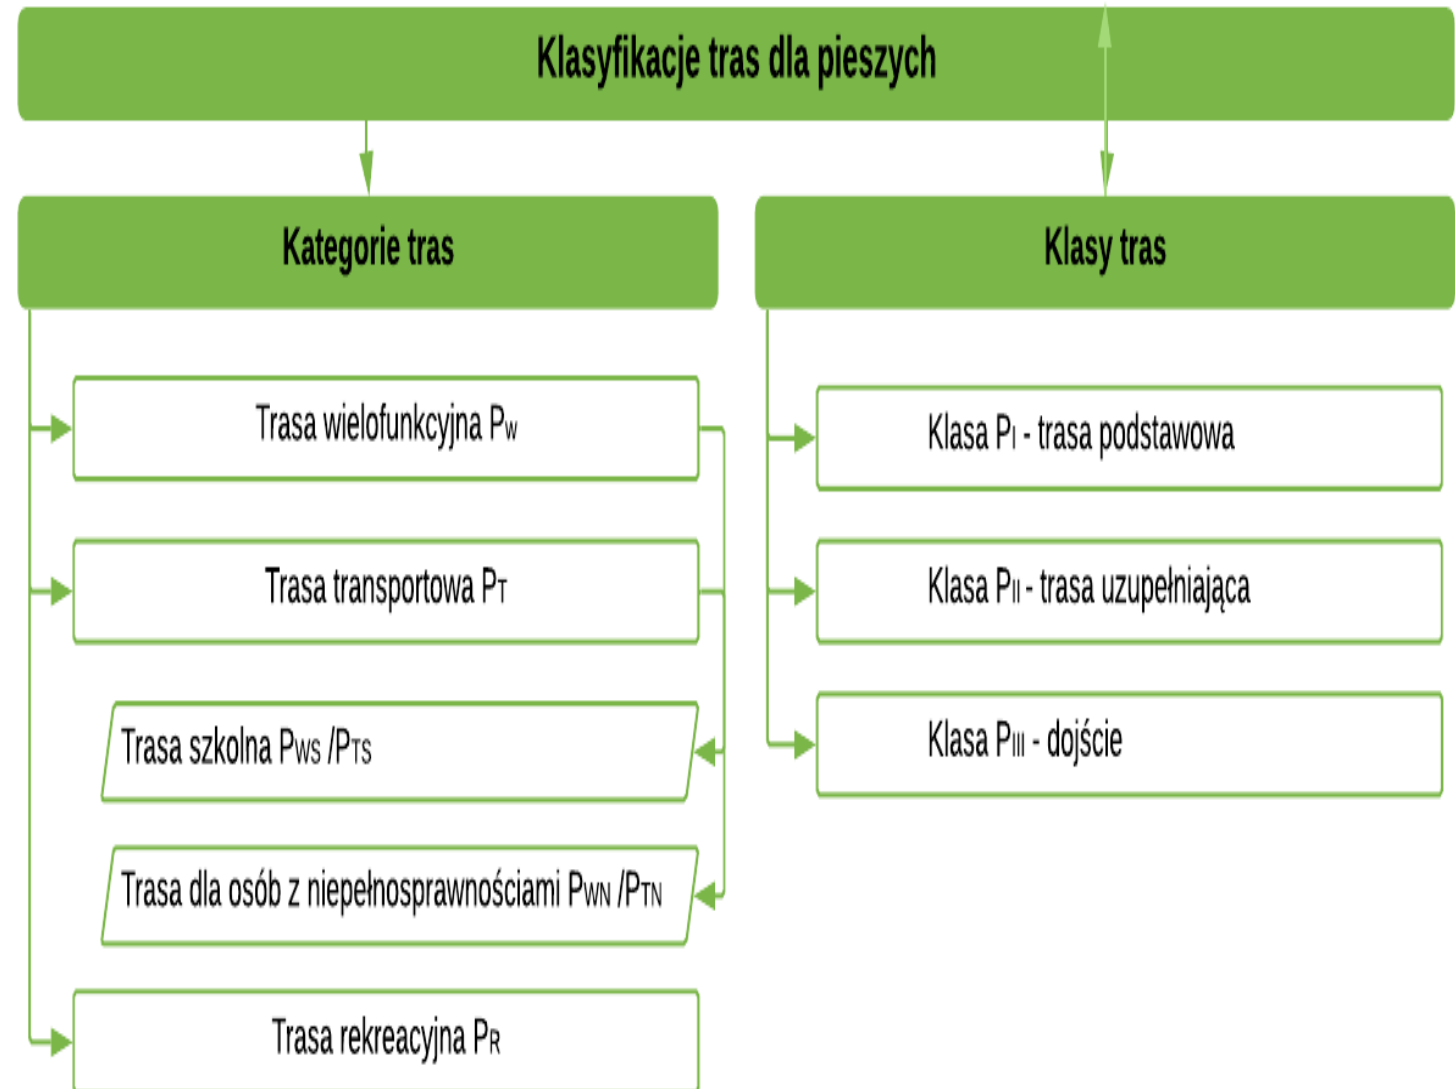 Klasyfikacje tras dla pieszych
Kategorie tras
Trasa wielofunkcyjna PW
Trasa transportowa PT
Trasa szkolna PWS /PTS
Trasa dla osób z niepełnosprawnościami PWN /PTN
Trasa rekreacyjna PR
Klasy tras
Klasa PI - trasa podstawowa
Klasa PII - trasa uzupełniająca
Klasa PIII - dojście